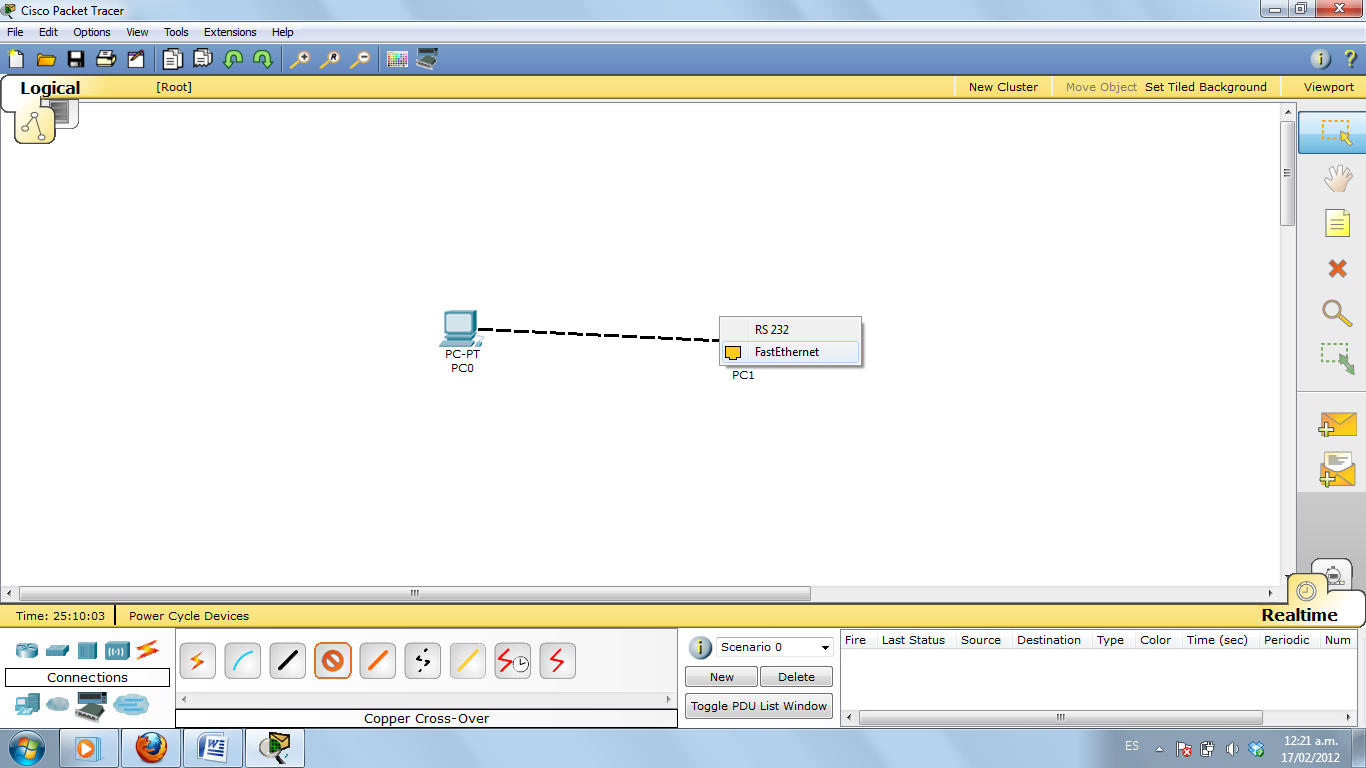 Cisco Packet Tracer
File Edit Options View Tools Extensions Help
Logical [Root] New Cluster Move Object Set Tiled Background Viewport
RS 232
FastEthernet
PC-PT
PC0
PC1
Time: 25:10:03 Power Cycle Devices Realtime
Connections
Copper Cross-Over
Scenario 0
New Delete
Toggle PDU List Window
Fire Last Status Source Destination Type Color Time (sec) Periodic Num
ES
12:21 a.m.
17/02/2012